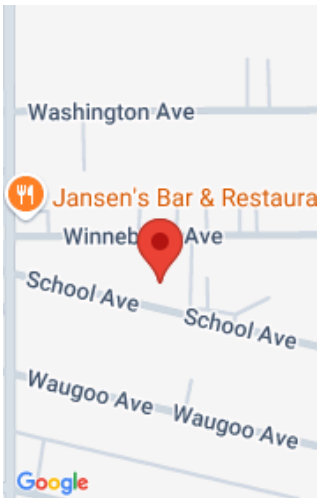 Washington Ave
Jansen's Bar & Restaura
Winneb Ave
School Ave
School Ave
Waugoo Ave
Waugoo Ave
Google